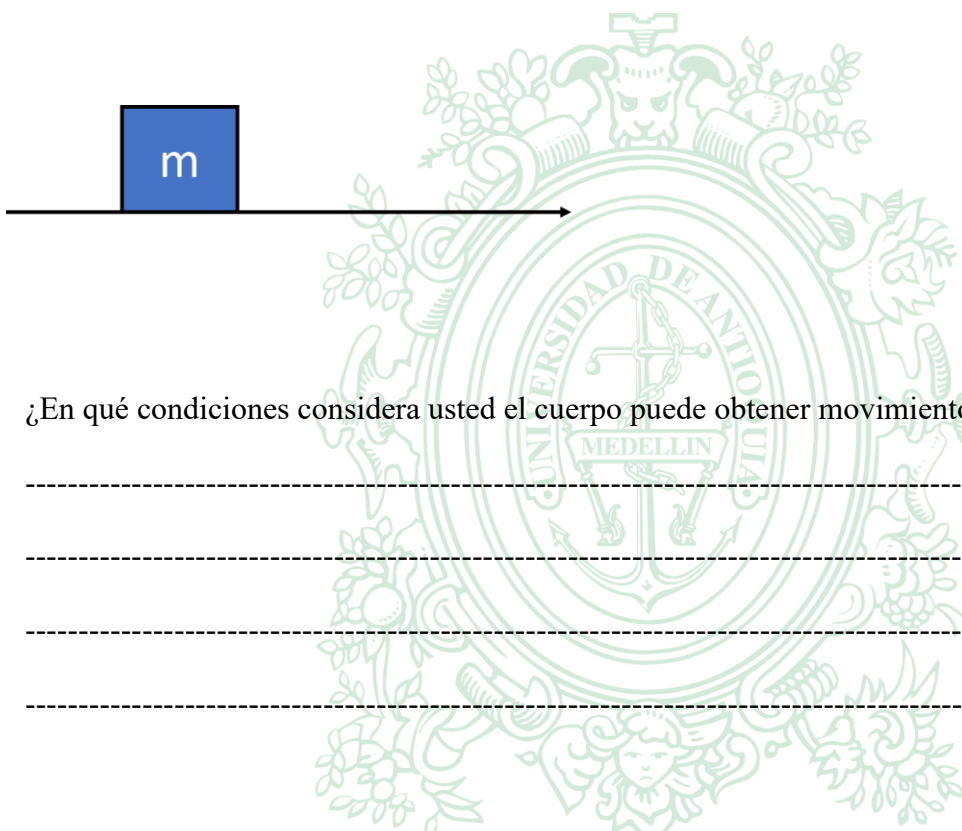 m
UNIVERSIDAD DE ANTIOQUIA
¿En qué condiciones considera usted el cuerpo puede obtener movimiento
MEDELLIN